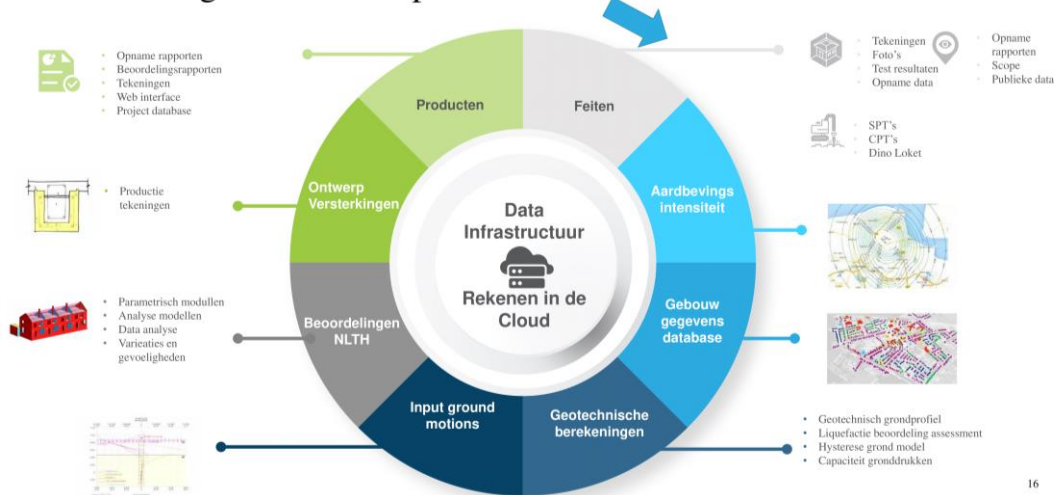 Opname rapporten
Beoordelingsrapporten
Tekeningen
Web interface
Project database
Producten
Feiten
Tekeningen
Foto's
Test resultaten
Opname data
Opname
rapporten
Scope
Publieke data
SPT's
CPT's
Dino Loket
Productie
tekeningen
Ontwerp
Versterkingen
Aardbevings
intensiteit
Data
Infrastructuur
Rekenen in de
Cloud
Parametrisch modullen
Analyse modellen
Data analyse
Varieaties en
gevoeligheden
Beoordelingen
NLTH
Gebouw
gegevens
database
Input ground
motions
Geotechnische
berekeningen
Geotechnisch grondprofiel
Liquefactie beoordeling assessment
Hysterese grond model
Capaciteit gronddrukken
16